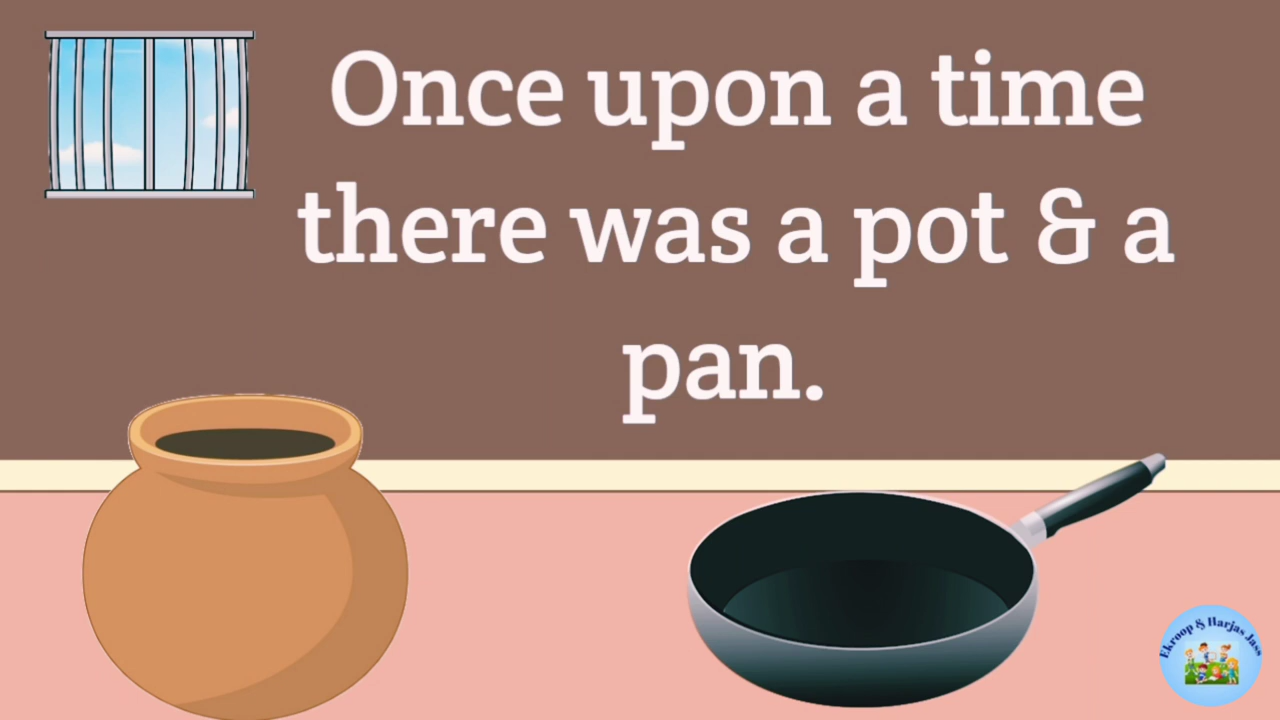 Once upon a time
there was a pot & a
pan.
Ekroop & Harjas Jass